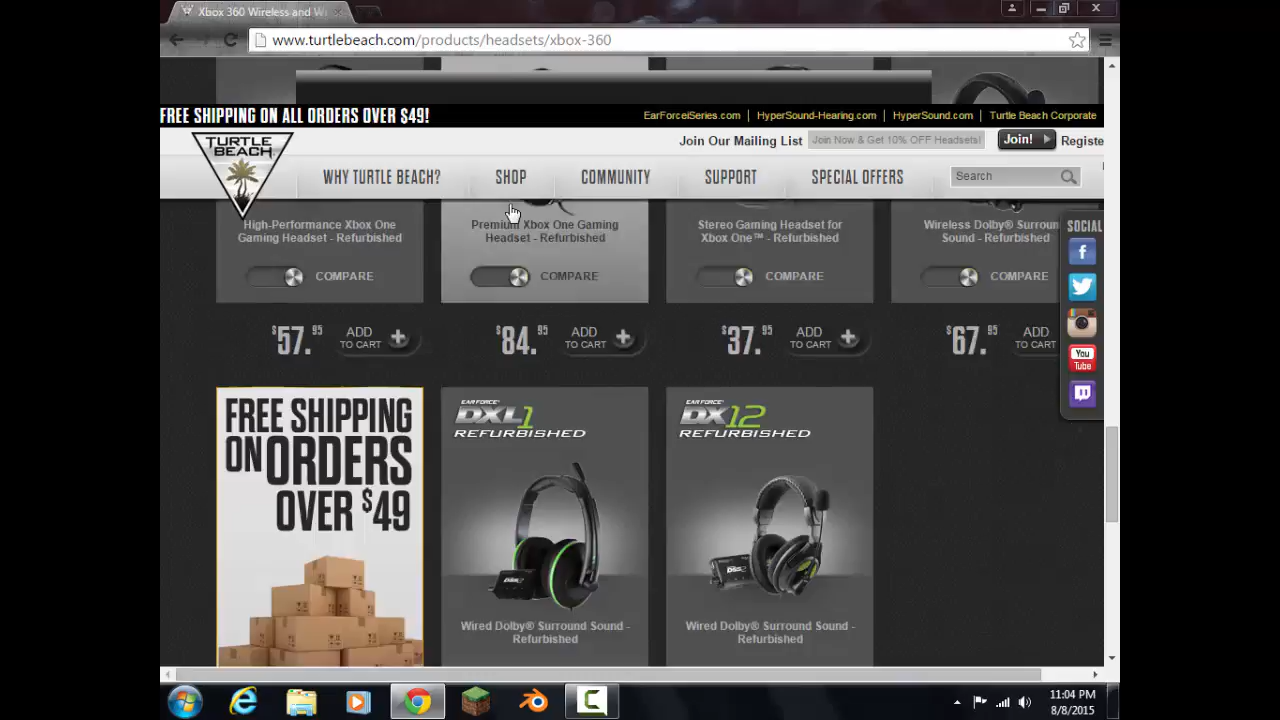 Xbox 360 Wireless and Wi
www.turtlebeach.com/products/headsets/xbox-360
FREE SHIPPING ON ALL ORDERS OVER $49!
EarForceiSeries.com | HyperSound-Hearing.com | HyperSound.com | Turtle Beach Corporate
TURTLE BEACH
Join Our Mailing List
Join Now & Get 10% OFF Headsets!
Join!
Registe
WHY TURTLE BEACH?
SHOP
COMMUNITY
SUPPORT
SPECIAL OFFERS
Search
SOCIAL
High-Performance Xbox One
Gaming Headset - Refurbished
COMPARE
$57.95
ADD
TO CART
Premium Xbox One Gaming
Headset - Refurbished
COMPARE
$84.95
ADD
TO CART
Stereo Gaming Headset for
Xbox One™ - Refurbished
COMPARE
$37.95
ADD
TO CART
Wireless Dolby® Surroun
Sound - Refurbished
COMPARE
$67.95
ADD
TO CART
You
Tube
FREE SHIPPING
ON ORDERS
OVER $49
EAR FORCE
DXL1
REFURBISHED
Wired Dolby® Surround Sound -
Refurbished
EAR FORCE
DX12
REFURBISHED
Wired Dolby® Surround Sound -
Refurbished
11:04 PM
8/8/2015